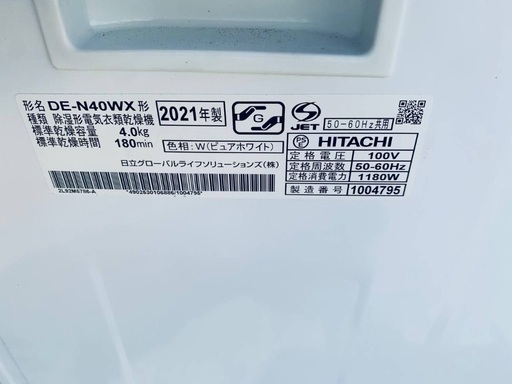 形名 DE-N40WX 形
種類 除湿形電気衣類乾燥機
標準乾燥容量 4.0kg
標準乾燥時間 180min
2021年製
G
S
JET
50-60Hz共用
色相:W(ピュアホワイト)
日立グローバルライフソリューションズ(株)
PS
E
HITACHI
定格電圧 100V
定格周波数 50-60Hz
定格消費電力 1180W
製造番号 1004795
2L92M5786-A
*4902530106886/1004795*